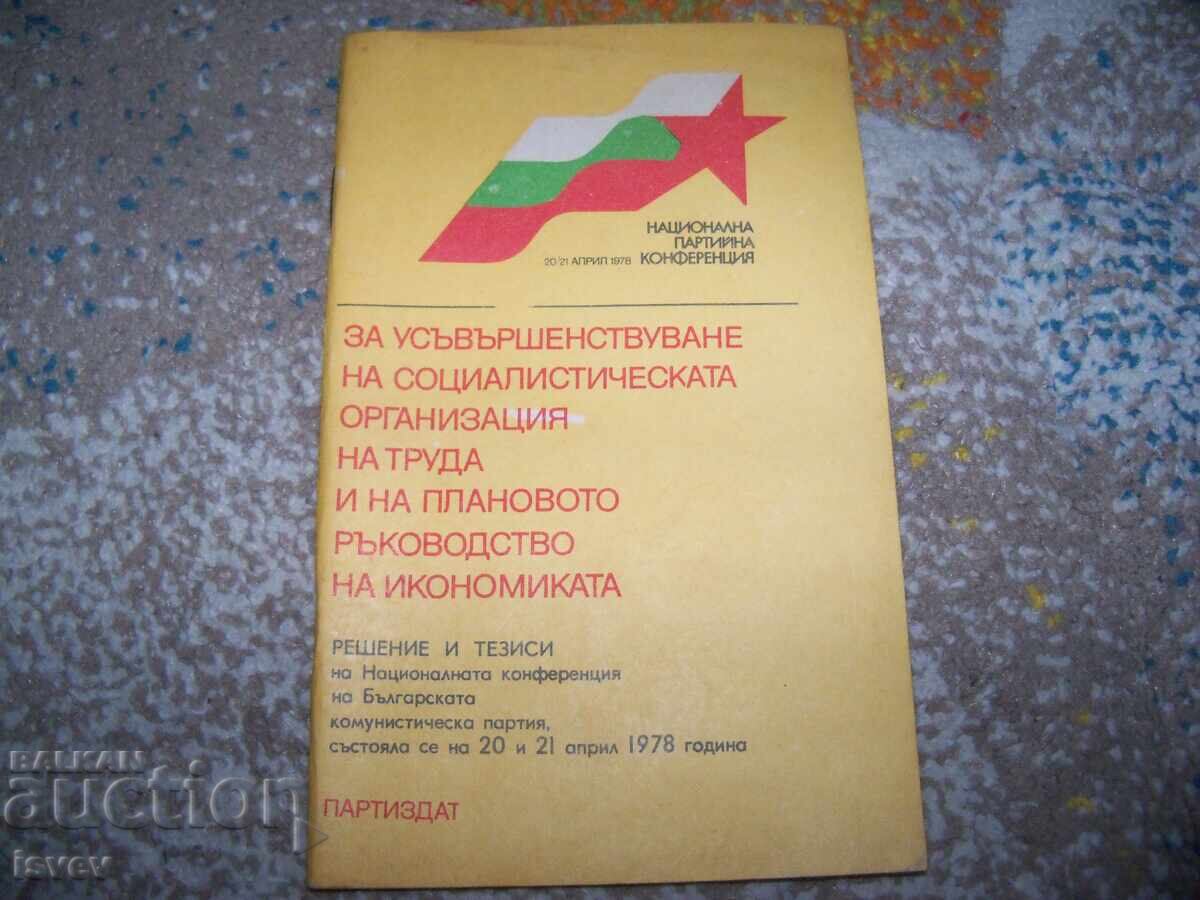 НАЦИОНАЛНА
ПАРТИЙНА
20/21 АПРИЛ 1978 КОНФЕРЕНЦИЯ
ЗА УСЪВЪРШЕНСТВУВАНЕ
НА СОЦИАЛИСТИЧЕСКАТА
ОРГАНИЗАЦИЯ
НА ТРУДА
И НА ПЛАНОВОТО
РЪКОВОДСТВО
НА ИКОНОМИКАТА
РЕШЕНИЕ И ТЕЗИСИ
на Националната конференция
на Българската
комунистическа партия,
състояла се на 20 и 21 април 1978 година
ПАРТИЗДАТ
BALKAN
auction
isvev